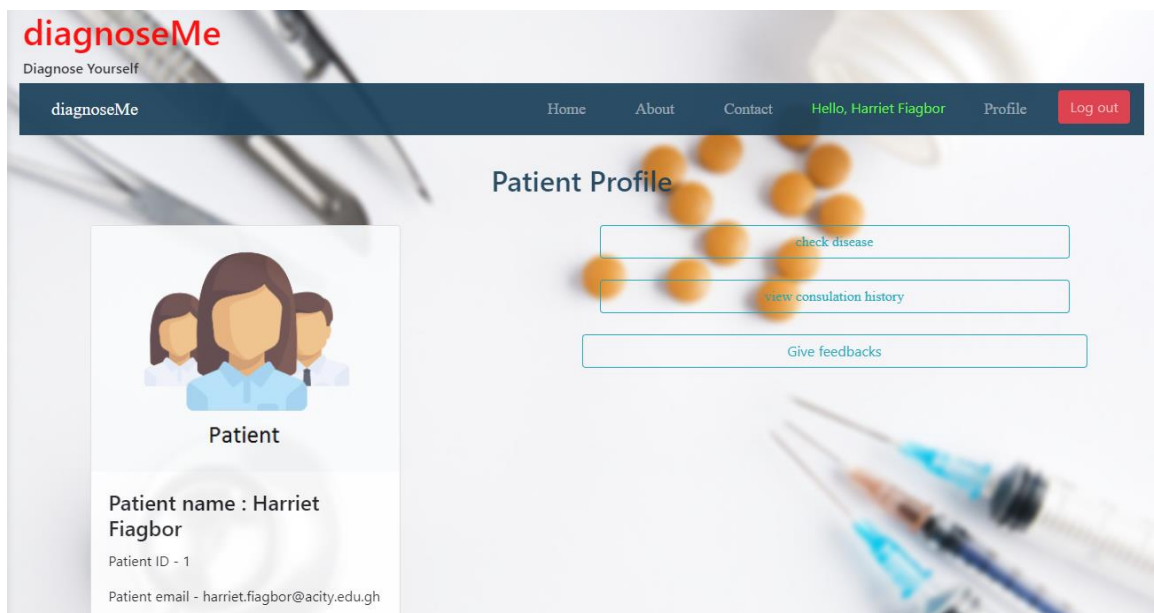 diagnoseMe
Diagnose Yourself
diagnoseMe Home About Contact Hello, Harriet Fiagbor Profile Log out
Patient Profile
check disease
view consulation history
Give feedbacks
Patient
Patient name : Harriet
Fiagbor
Patient ID - 1
Patient email - harriet.fiagbor@acity.edu.gh